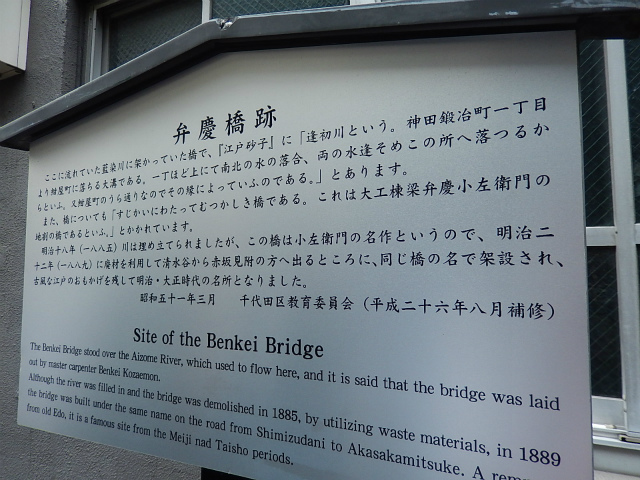 弁慶橋跡
ここに流れていた藍染川に架かっていた橋で、『江戸砂子』に「逢初川という。神田鍛冶町一丁目
より紺屋町に落ちる大溝である。一丁ほど上にて南北の水の落合、両の水逢そめこの所へ落つるか
らといふ。又紺屋町のうら通りなのでその縁によっていふのである。」とあります。
また、橋についても「すじかいにわたってむつかしき橋である。これは大工棟梁弁慶小左衛門の
地割の橋であるといふ。」とかかれています。
明治十八年（一八八五）川は埋め立てられましたが、この橋は小左衛門の名作というので、明治二
十二年（一八八九）に廃材を利用して清水谷から赤坂見附の方へ出るところに、同じ橋の名で架設され、
古風な江戸のおもかげを残して明治・大正時代の名所となりました。
昭和五十一年三月　千代田区教育委員会（平成二十六年八月補修）
Site of the Benkei Bridge
The Benkei Bridge stood over the Aizome River, which used to flow here, and it is said that the bridge was laid
out by master carpenter Benkei Kozaemon.
Although the river was filled in and the bridge was demolished in 1885, by utilizing waste materials, in 1889
the bridge was built under the same name on the road from Shimizudani to Akasakamitsuke. A
from old Edo, it is a famous site from the Meiji nad Taisho periods.